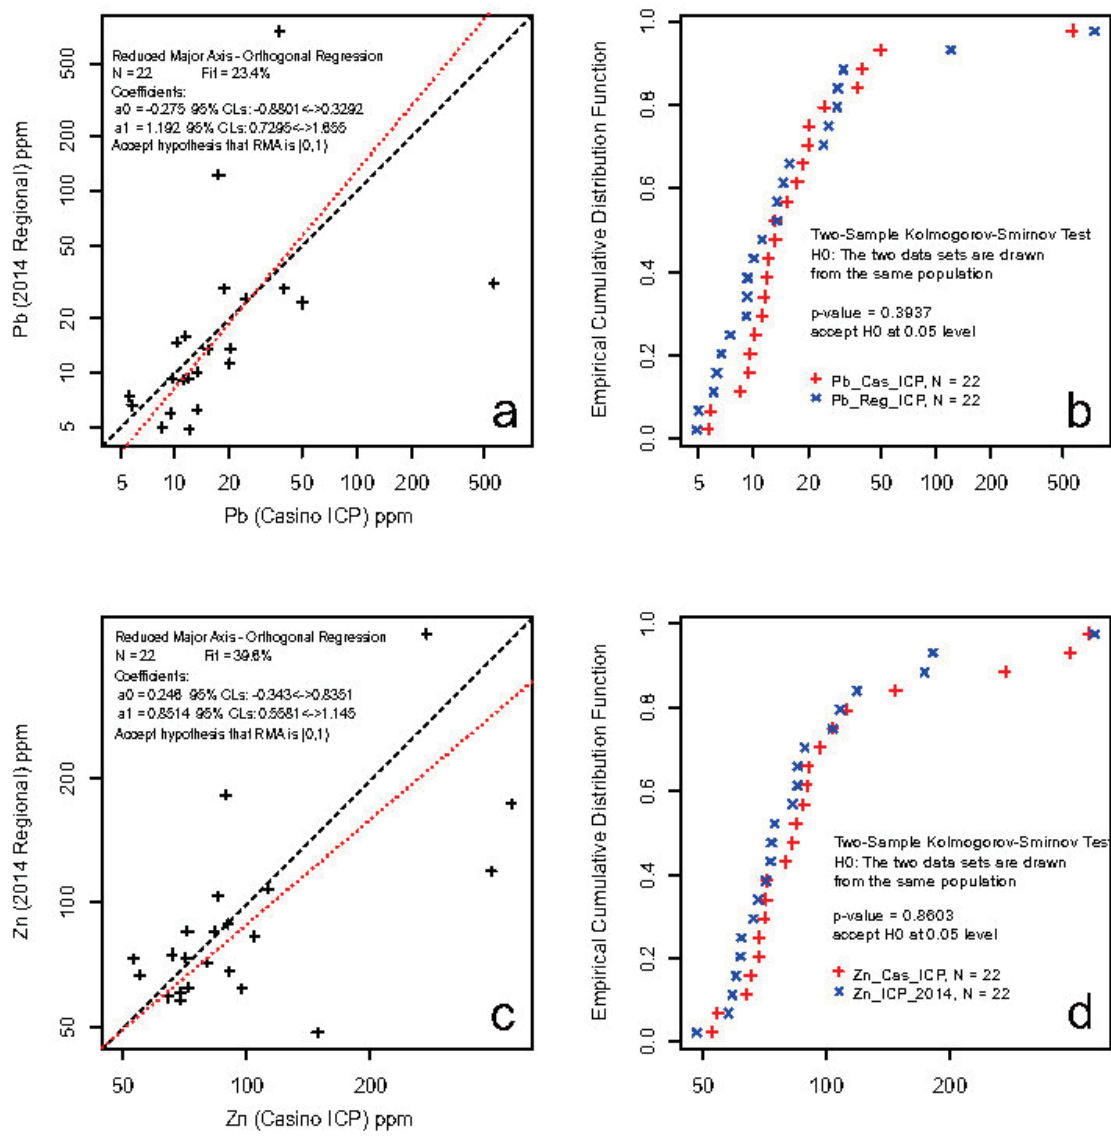 Reduced Major Axis - Orthogonal Regression
N = 22 Fit = 23.4%
Coefficients:
a0 = -0.275 95% CLs: -0.8801<->0.3292
a1 = 1.192 95% CLs: 0.7295<->1.655
Accept hypothesis that RMA is |0,1)
500
200
100
50
20
10
5
Pb (2014 Regional) ppm
a
5 10 20 50 100 200 500
Pb (Casino ICP) ppm
1.0
0.8
0.6
0.4
0.2
0.0
Empirical Cumulative Distribution Function
Two-Sample Kolmogorov-Smirnov Test
H0: The two data sets are drawn
from the same population
p-value = 0.3937
accept H0 at 0.05 level
Pb_Cas_ICP, N = 22
Pb_Reg_ICP, N = 22
b
5 10 20 50 100 200 500
Reduced Major Axis - Orthogonal Regression
N = 22 Fit = 39.6%
Coefficients:
a0 = 0.246 95% CLs: -0.343<->0.8351
a1 = 0.8514 95% CLs: 0.5581<->1.145
Accept hypothesis that RMA is |0,1)
200
100
50
Zn (2014 Regional) ppm
c
50 100 200
Zn (Casino ICP) ppm
1.0
0.8
0.6
0.4
0.2
0.0
Empirical Cumulative Distribution Function
Two-Sample Kolmogorov-Smirnov Test
H0: The two data sets are drawn
from the same population
p-value = 0.8603
accept H0 at 0.05 level
Zn_Cas_ICP, N = 22
Zn_ICP_2014, N = 22
d
50 100 200